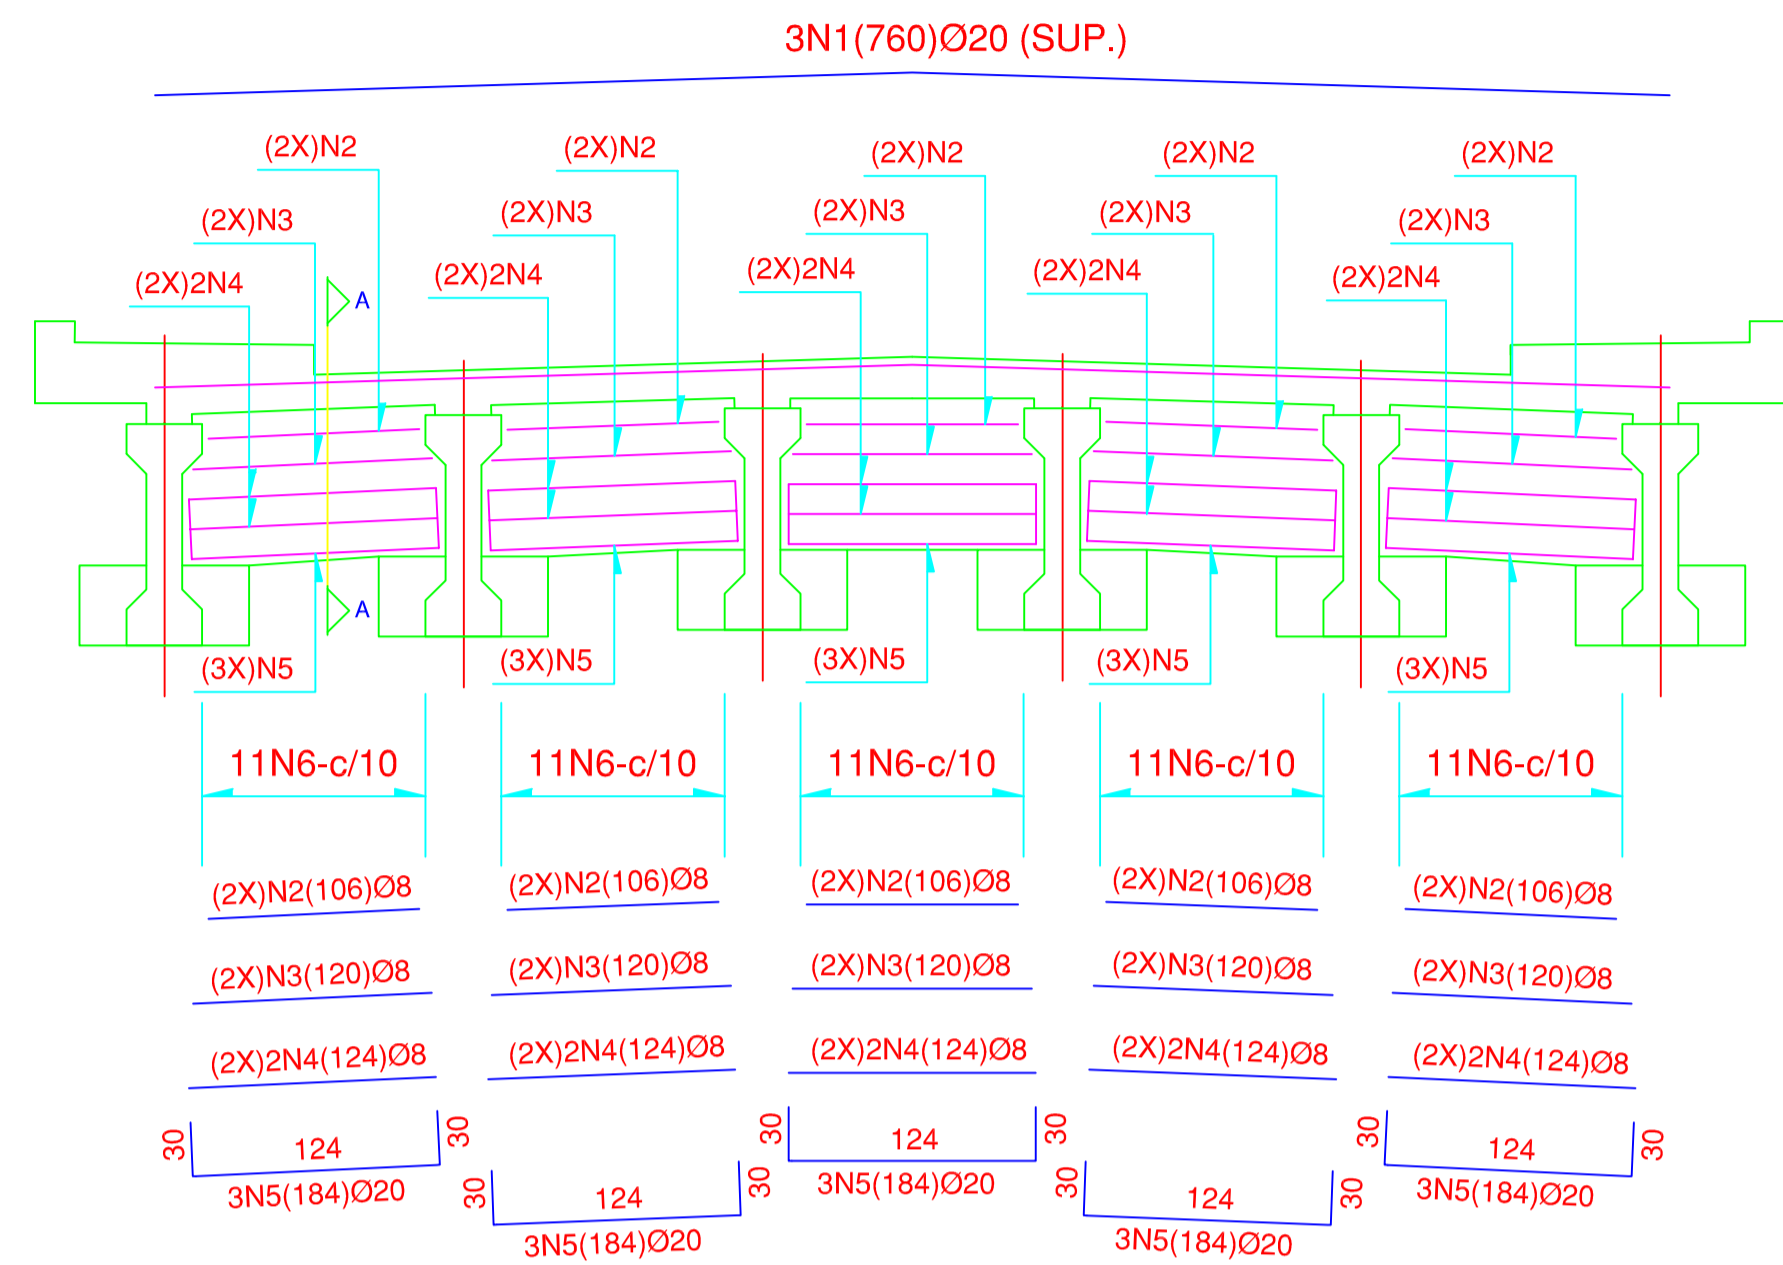 3N1(760)Ø20 (SUP.)
(2X)N2 (2X)N2 (2X)N2 (2X)N2 (2X)N2
(2X)N3 (2X)N3 (2X)N3 (2X)N3 (2X)N3
(2X)2N4 (2X)2N4 (2X)2N4 (2X)2N4 (2X)2N4
A
A
(3X)N5 (3X)N5 (3X)N5 (3X)N5 (3X)N5
11N6-c/10 11N6-c/10 11N6-c/10 11N6-c/10 11N6-c/10
(2X)N2(106)Ø8 (2X)N2(106)Ø8 (2X)N2(106)Ø8 (2X)N2(106)Ø8 (2X)N2(106)Ø8
(2X)N3(120)Ø8 (2X)N3(120)Ø8 (2X)N3(120)Ø8 (2X)N3(120)Ø8 (2X)N3(120)Ø8
(2X)2N4(124)Ø8 (2X)2N4(124)Ø8 (2X)2N4(124)Ø8 (2X)2N4(124)Ø8 (2X)2N4(124)Ø8
30 124 30 30 124 30 30 124 30
3N5(184)Ø20 3N5(184)Ø20 3N5(184)Ø20
30 124 30 30 124 30
3N5(184)Ø20 3N5(184)Ø20